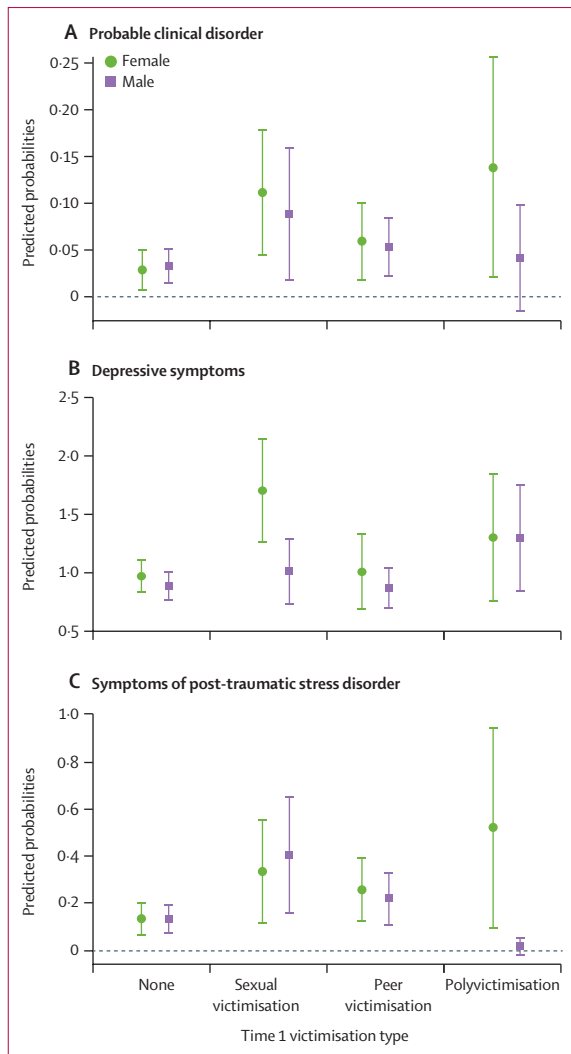 A Probable clinical disorder
Female
Male
0·25
0·20
0·15
0·10
0·05
0
Predicted probabilities
B Depressive symptoms
2·5
2·0
1·5
1·0
0·5
Predicted probabilities
C Symptoms of post-traumatic stress disorder
1·0
0·8
0·6
0·4
0·2
0
Predicted probabilities
None
Sexual
victimisation
Peer
victimisation
Polyvictimisation
Time 1 victimisation type